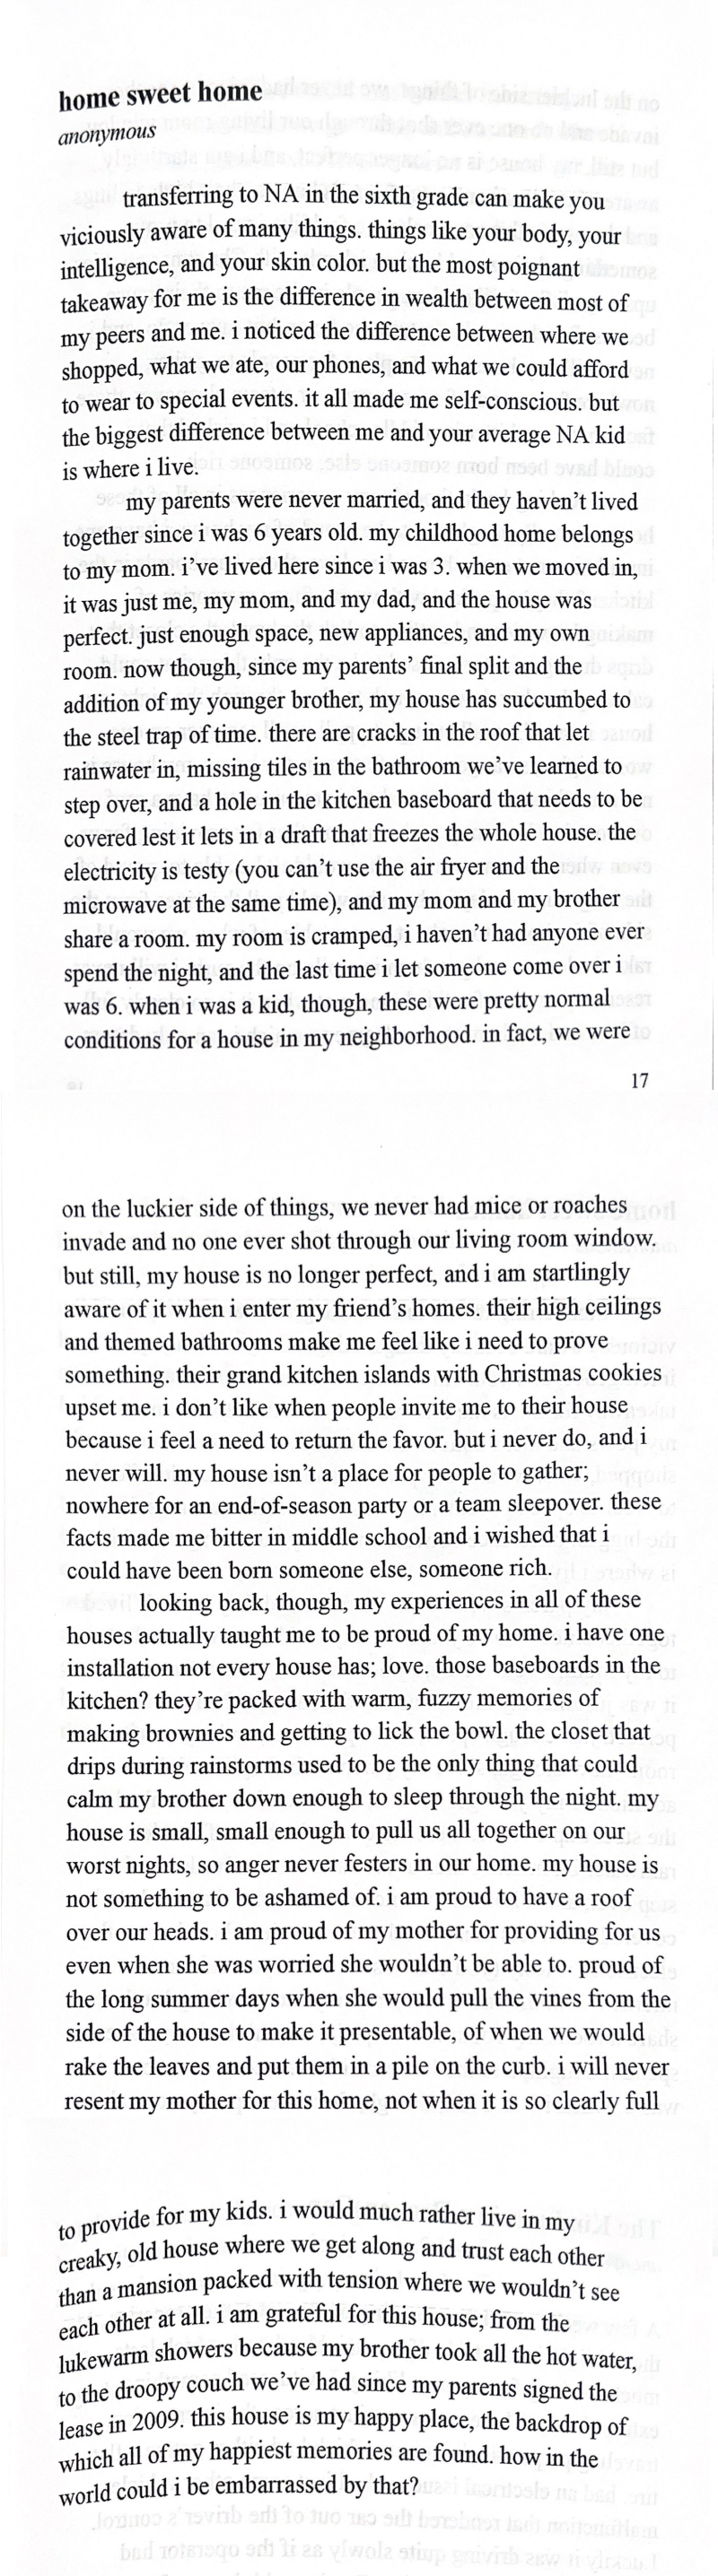 home sweet home
anonymous
transferring to NA in the sixth grade can make you
viciously aware of many things. things like your body, your
intelligence, and your skin color. but the most poignant
takeaway for me is the difference in wealth between most of
my peers and me. i noticed the difference between where we
shopped, what we ate, our phones, and what we could afford
to wear to special events. it all made me self-conscious. but
the biggest difference between me and your average NA kid
is where i live.
my parents were never married, and they haven't lived
together since i was 6 years old. my childhood home belongs
to my mom. i've lived here since i was 3. when we moved in,
it was just me, my mom, and my dad, and the house was
perfect. just enough space, new appliances, and my own
room. now though, since my parents' final split and the
addition of my younger brother, my house has succumbed to
the steel trap of time. there are cracks in the roof that let
rainwater in, missing tiles in the bathroom we've learned to
step over, and a hole in the kitchen baseboard that needs to be
covered lest it lets in a draft that freezes the whole house. the
electricity is testy (you can't use the air fryer and the
microwave at the same time), and my mom and my brother
share a room. my room is cramped, i haven't had anyone ever
spend the night, and the last time i let someone come over i
was 6. when i was a kid, though, these were pretty normal
conditions for a house in my neighborhood. in fact, we were
17
on the luckier side of things, we never had mice or roaches
invade and no one ever shot through our living room window.
but still, my house is no longer perfect, and i am startlingly
aware of it when i enter my friend's homes. their high ceilings
and themed bathrooms make me feel like i need to prove
something. their grand kitchen islands with Christmas cookies
upset me. i don't like when people invite me to their house
because i feel a need to return the favor. but i never do, and i
never will. my house isn't a place for people to gather;
nowhere for an end-of-season party or a team sleepover. these
facts made me bitter in middle school and i wished that i
could have been born someone else, someone rich.
looking back, though, my experiences in all of these
houses actually taught me to be proud of my home. i have one
installation not every house has; love. those baseboards in the
kitchen? they're packed with warm, fuzzy memories of
making brownies and getting to lick the bowl. the closet that
drips during rainstorms used to be the only thing that could
calm my brother down enough to sleep through the night. my
house is small, small enough to pull us all together on our
worst nights, so anger never festers in our home. my house is
not something to be ashamed of. i am proud to have a roof
over our heads. i am proud of my mother for providing for us
even when she was worried she wouldn't be able to. proud of
the long summer days when she would pull the vines from the
side of the house to make it presentable, of when we would
rake the leaves and put them in a pile on the curb. i will never
resent my mother for this home, not when it is so clearly full
to provide for my kids. i would much rather live in my
creaky, old house where we get along and trust each other
than a mansion packed with tension where we wouldn't see
each other at all. i am grateful for this house; from the
lukewarm showers because my brother took all the hot water,
to the droopy couch we've had since my parents signed the
lease in 2009. this house is my happy place, the backdrop of
which all of my happiest memories are found. how in the
world could i be embarrassed by that?